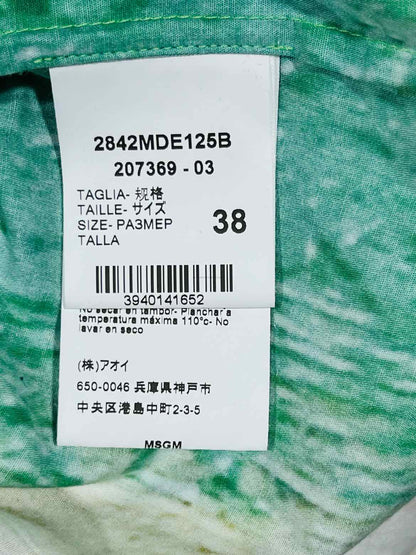 2842MDE125B
207369 - 03
TAGLIA- 规格
TAILLE- サイズ
SIZE- РАЗМЕР
TALLA
38
3940141652
No secar en tambor- Planchar a
temperatura máxima 110°c- No
lavar en seco
(株)アオイ
650-0046 兵庫県神戸市
中央区港島中町2-3-5
MSGM